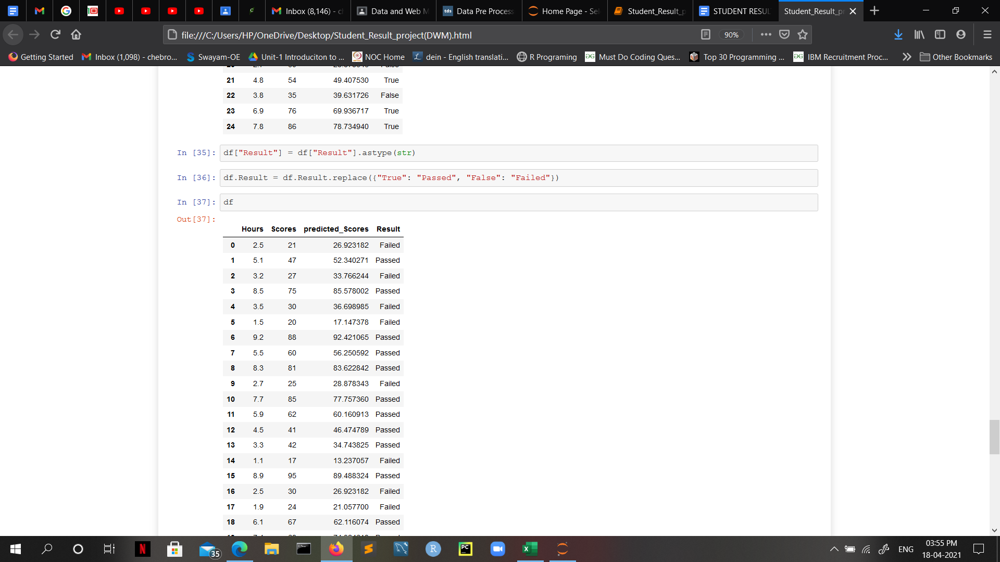 Inbox (8,146) - cl
Data and Web M
Data Pre Process
Home Page - Sel
Student_Result_p
STUDENT RESUL
Student_Result_pr
file:///C:/Users/HP/OneDrive/Desktop/Student_Result_project(DWM).html
90%
Getting Started
Inbox (1,098) - chebro...
Swayam-OE
Unit-1 Introduciton to ...
NOC Home
dein - English translati...
R Programing
Must Do Coding Ques...
Top 30 Programming ...
IBM Recruitment Proc...
Other Bookmarks
21 4.8 54 49.407530 True
22 3.8 35 39.631726 False
23 6.9 76 69.936717 True
24 7.8 86 78.734940 True
In [35]: df["Result"] = df["Result"].astype(str)
In [36]: df.Result = df.Result.replace({"True": "Passed", "False": "Failed"})
In [37]: df
Out[37]:
Hours Scores predicted_Scores Result
0 2.5 21 26.923182 Failed
1 5.1 47 52.340271 Passed
2 3.2 27 33.766244 Failed
3 8.5 75 85.578002 Passed
4 3.5 30 36.698985 Failed
5 1.5 20 17.147378 Failed
6 9.2 88 92.421065 Passed
7 5.5 60 56.250592 Passed
8 8.3 81 83.622842 Passed
9 2.7 25 28.878343 Failed
10 7.7 85 77.757360 Passed
11 5.9 62 60.160913 Passed
12 4.5 41 46.474789 Passed
13 3.3 42 34.743825 Passed
14 1.1 17 13.237057 Failed
15 8.9 95 89.488324 Passed
16 2.5 30 26.923182 Failed
17 1.9 24 21.057700 Failed
18 6.1 67 62.116074 Passed
35
ENG
03:55 PM
18-04-2021